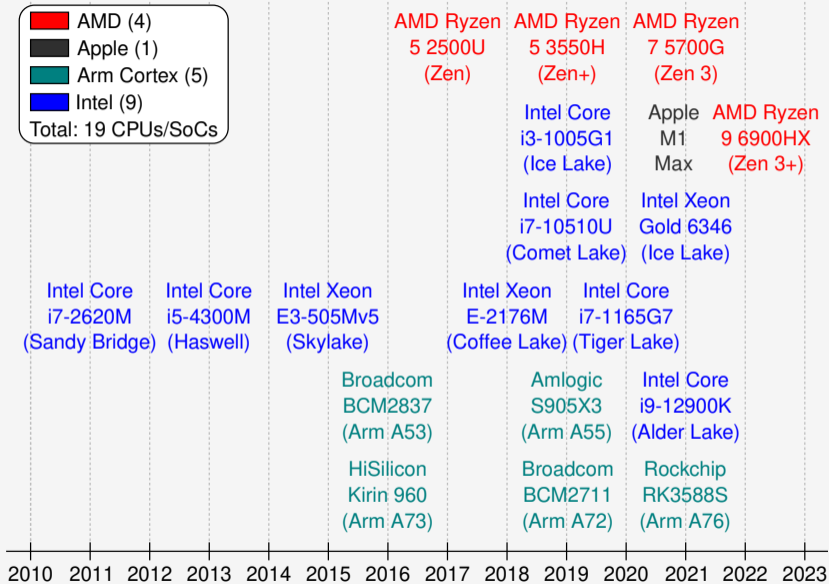 AMD (4)
Apple (1)
Arm Cortex (5)
Intel (9)
Total: 19 CPUs/SoCs
AMD Ryzen
5 2500U
(Zen)
AMD Ryzen
5 3550H
(Zen+)
AMD Ryzen
7 5700G
(Zen 3)
Intel Core
i3-1005G1
(Ice Lake)
Apple
M1
Max
AMD Ryzen
9 6900HX
(Zen 3+)
Intel Core
i7-10510U
(Comet Lake)
Intel Xeon
Gold 6346
(Ice Lake)
Intel Core
i7-2620M
(Sandy Bridge)
Intel Core
i5-4300M
(Haswell)
Intel Xeon
E3-505Mv5
(Skylake)
Intel Xeon
E-2176M
(Coffee Lake)
Intel Core
i7-1165G7
(Tiger Lake)
Broadcom
BCM2837
(Arm A53)
Amlogic
S905X3
(Arm A55)
Intel Core
i9-12900K
(Alder Lake)
HiSilicon
Kirin 960
(Arm A73)
Broadcom
BCM2711
(Arm A72)
Rockchip
RK3588S
(Arm A76)
2010 2011 2012 2013 2014 2015 2016 2017 2018 2019 2020 2021 2022 2023